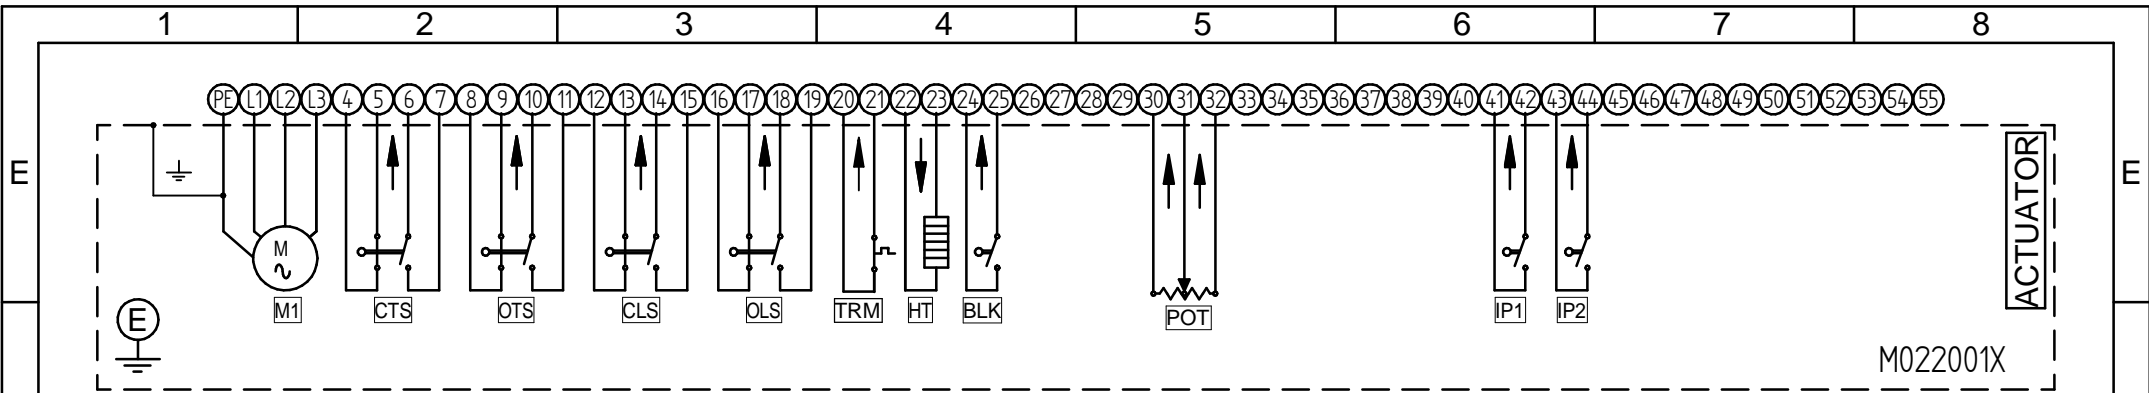 1 2 3 4 5 6 7 8
PE L1 L2 L3 4 5 6 7 8 9 10 11 12 13 14 15 16 17 18 19 20 21 22 23 24 25 26 27 28 29 30 31 32 33 34 35 36 37 38 39 40 41 42 43 44 45 46 47 48 49 50 51 52 53 54 55
E E
ACTUATOR
M
M1 CTS OTS CLS OLS TRM HT BLK POT IP1 IP2
E
M022001X